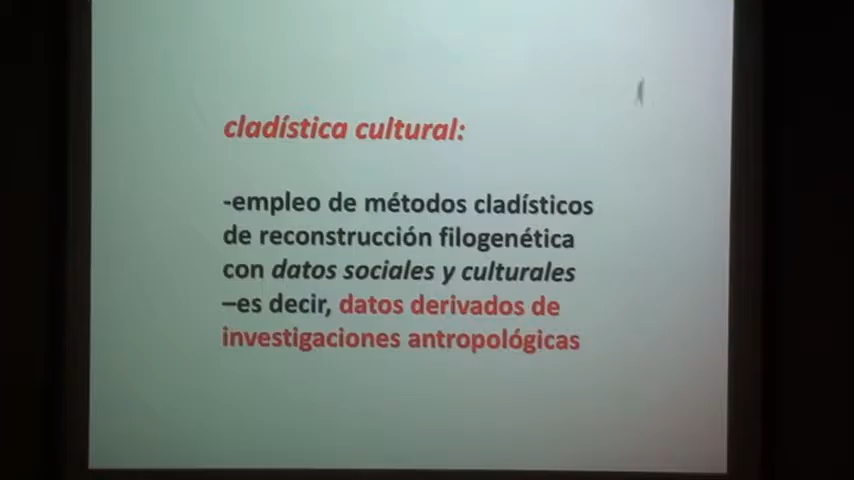 cladística cultural:
-empleo de métodos cladísticos
de reconstrucción filogenética
con datos sociales y culturales
–es decir, datos derivados de
investigaciones antropológicas